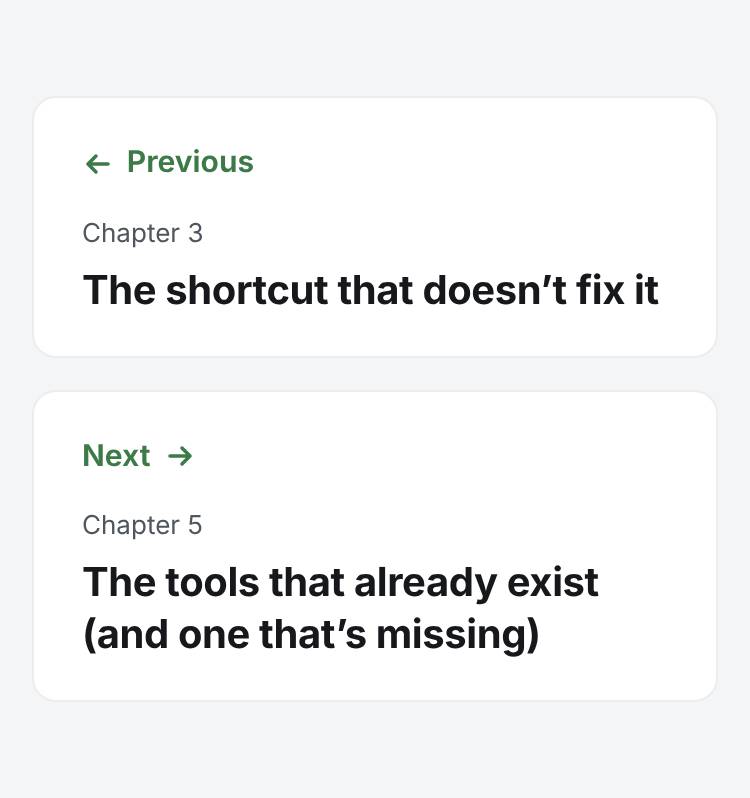 ← Previous
Chapter 3
The shortcut that doesn’t fix it
Next →
Chapter 5
The tools that already exist
(and one that’s missing)